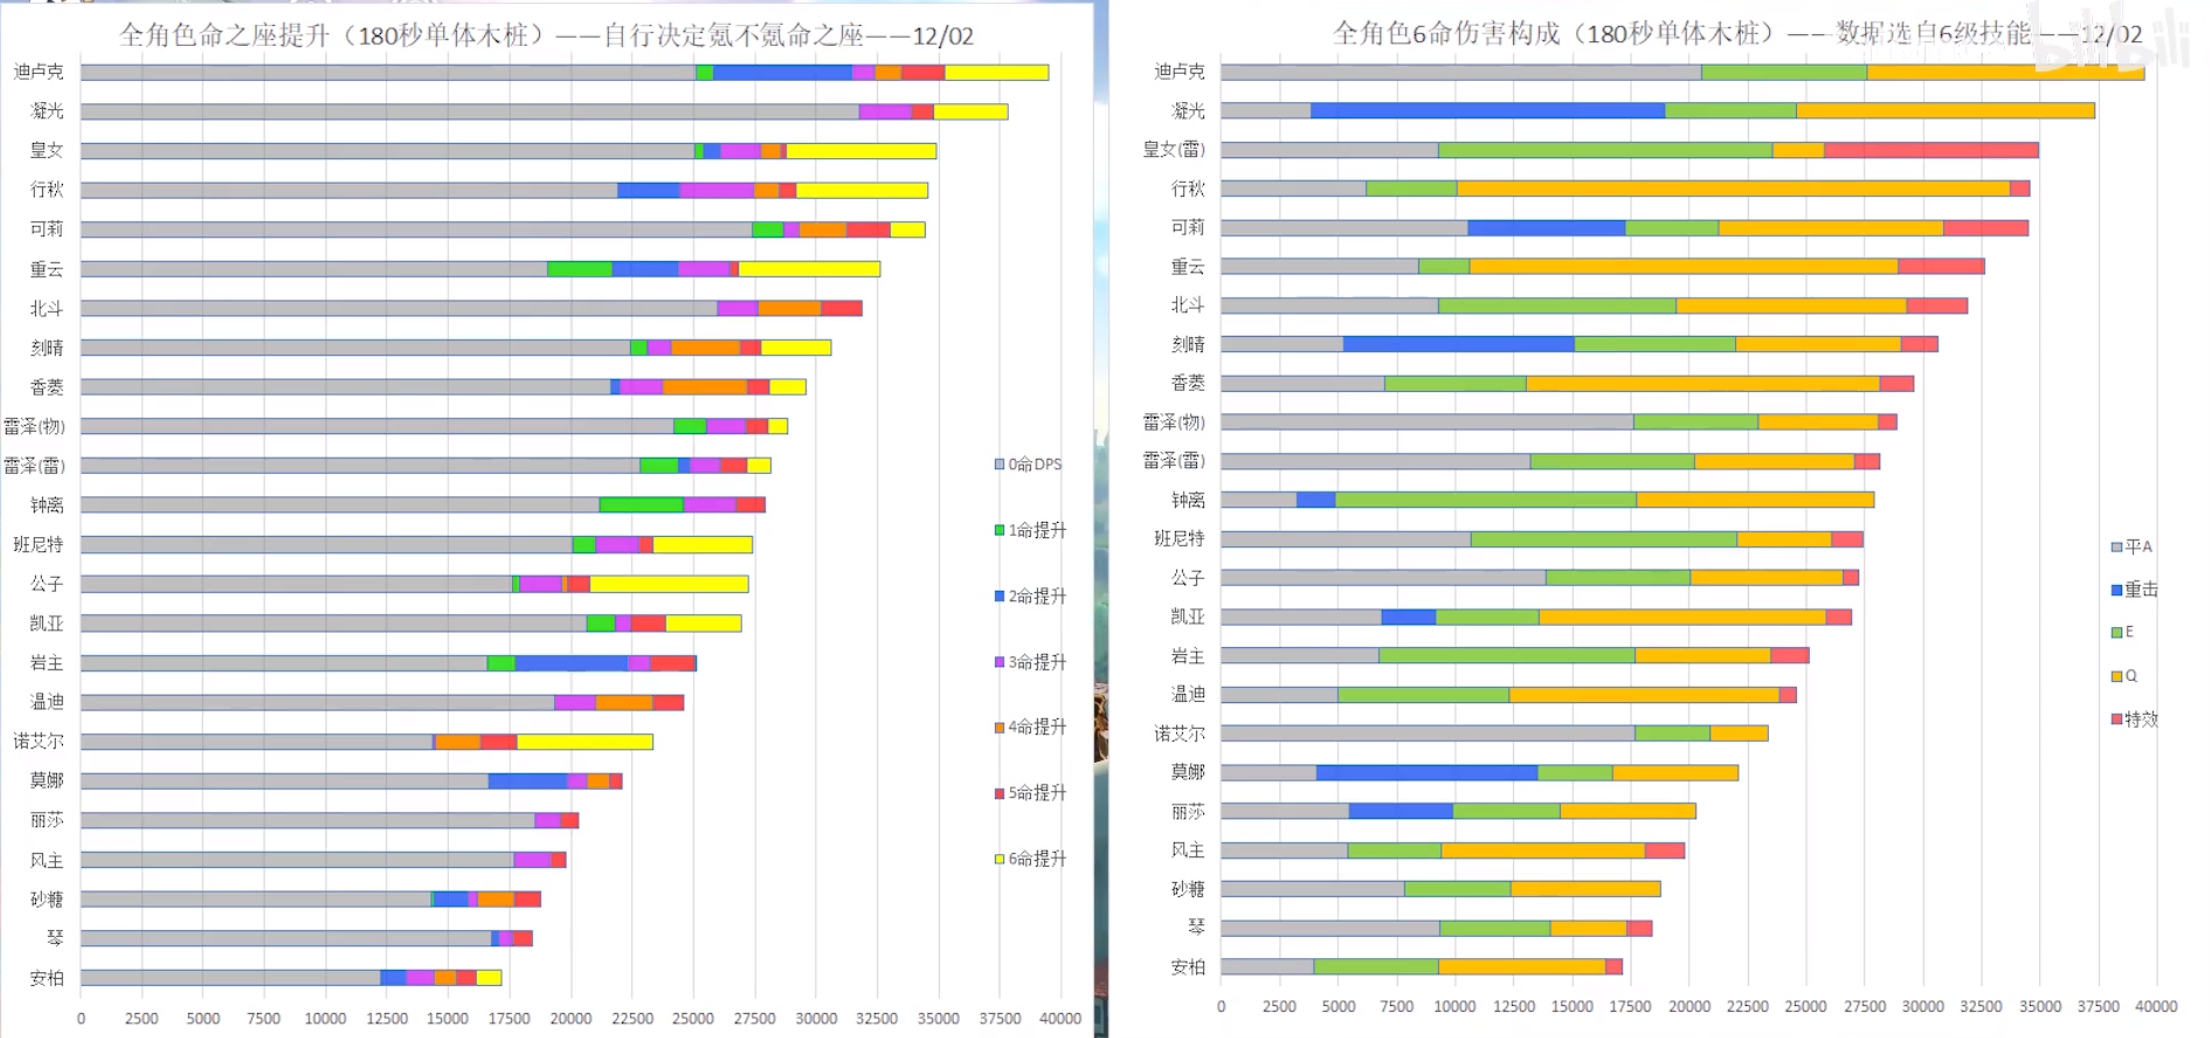 全角色命之座提升（180秒单体木桩）——自行决定氪不氪命之座——12/02
迪卢克
凝光
皇女
行秋
可莉
重云
北斗
刻晴
香菱
雷泽(物)
雷泽(雷)
钟离
班尼特
公子
凯亚
岩主
温迪
诺艾尔
莫娜
丽莎
风主
砂糖
琴
安柏
0命DPS
1命提升
2命提升
3命提升
4命提升
5命提升
6命提升
0 2500 5000 7500 10000 12500 15000 17500 20000 22500 25000 27500 30000 32500 35000 37500 40000
全角色6命伤害构成（180秒单体木桩）—— 数据选自6级技能——12/02
bilibili
迪卢克
凝光
皇女(雷)
行秋
可莉
重云
北斗
刻晴
香菱
雷泽(物)
雷泽(雷)
钟离
班尼特
公子
凯亚
岩主
温迪
诺艾尔
莫娜
丽莎
风主
砂糖
琴
安柏
平A
重击
E
Q
特效
0 2500 5000 7500 10000 12500 15000 17500 20000 22500 25000 27500 30000 32500 35000 37500 40000